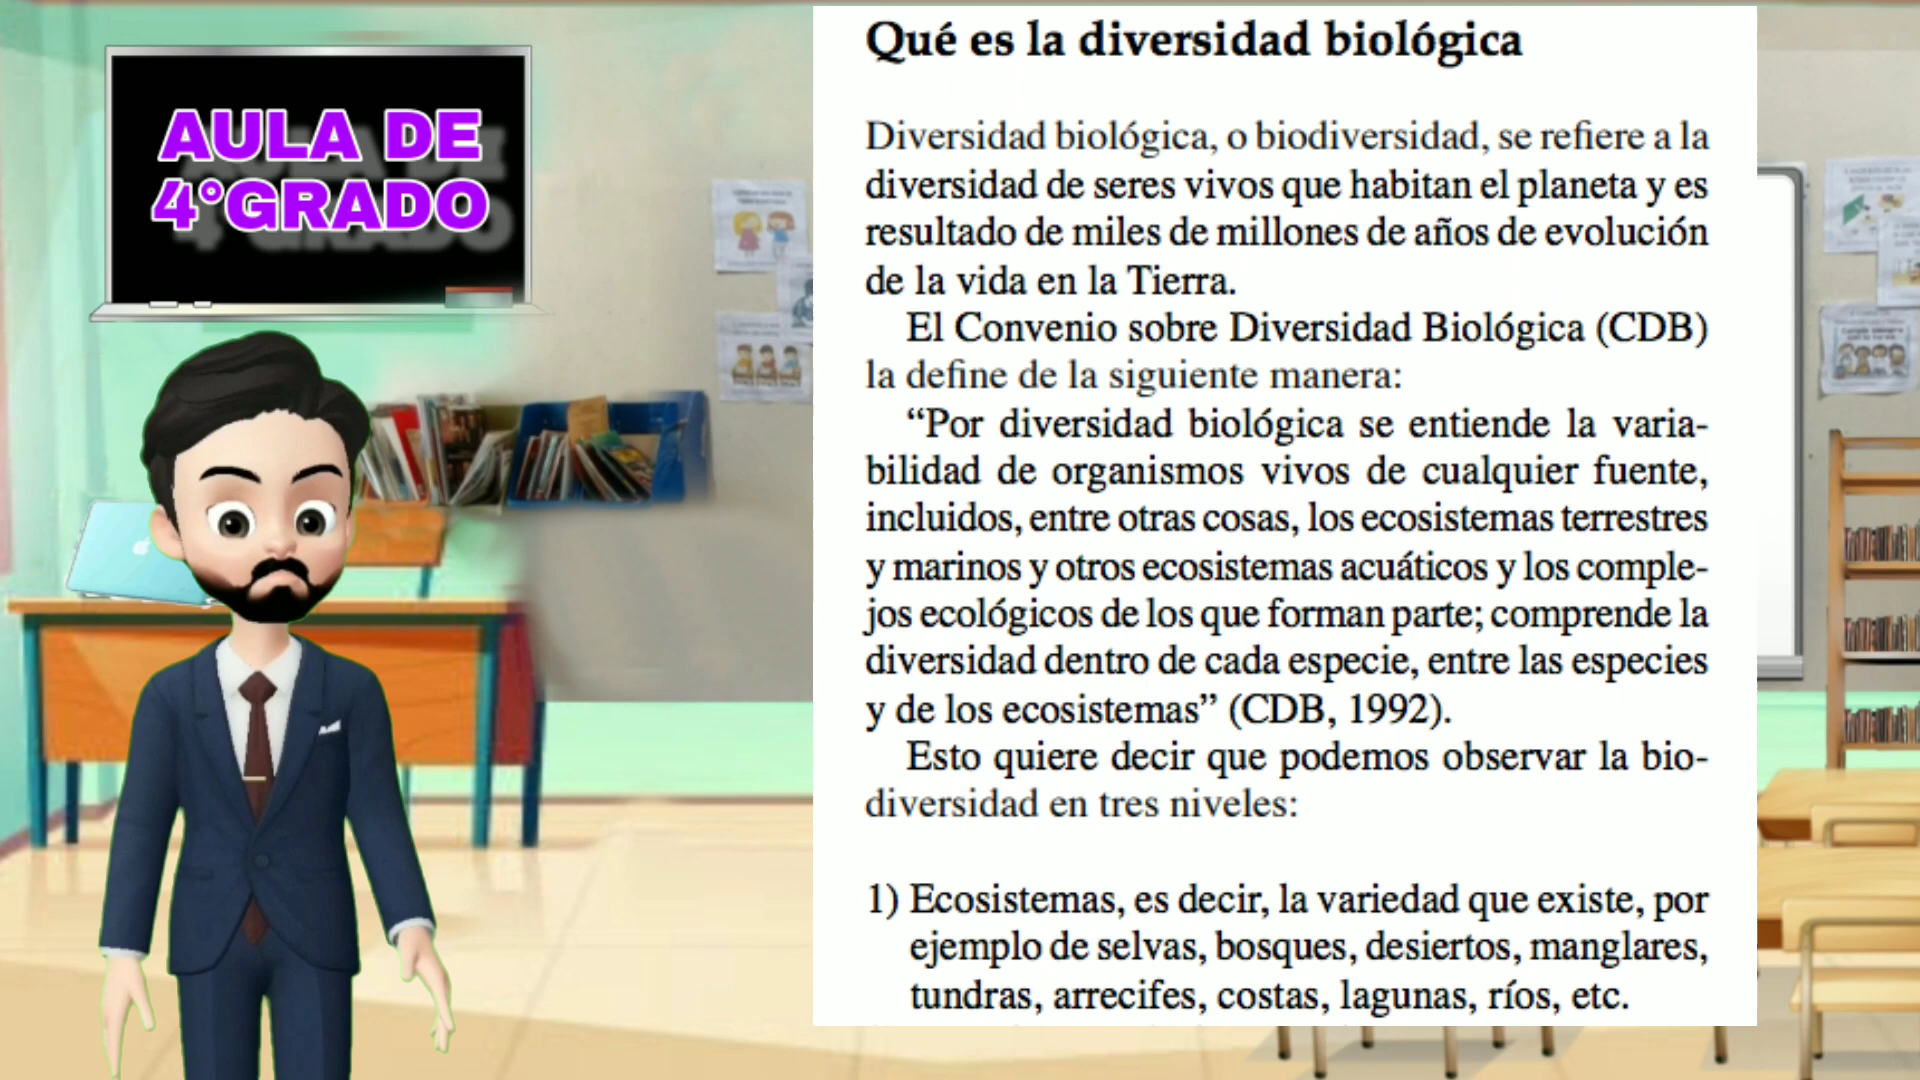 AULA DE
4°GRADO
Qué es la diversidad biológica
Diversidad biológica, o biodiversidad, se refiere a la
diversidad de seres vivos que habitan el planeta y es
resultado de miles de millones de años de evolución
de la vida en la Tierra.
El Convenio sobre Diversidad Biológica (CDB)
la define de la siguiente manera:
“Por diversidad biológica se entiende la varia-
bilidad de organismos vivos de cualquier fuente,
incluidos, entre otras cosas, los ecosistemas terrestres
y marinos y otros ecosistemas acuáticos y los comple-
jos ecológicos de los que forman parte; comprende la
diversidad dentro de cada especie, entre las especies
y de los ecosistemas” (CDB, 1992).
Esto quiere decir que podemos observar la bio-
diversidad en tres niveles:
1) Ecosistemas, es decir, la variedad que existe, por
ejemplo de selvas, bosques, desiertos, manglares,
tundras, arrecifes, costas, lagunas, ríos, etc.